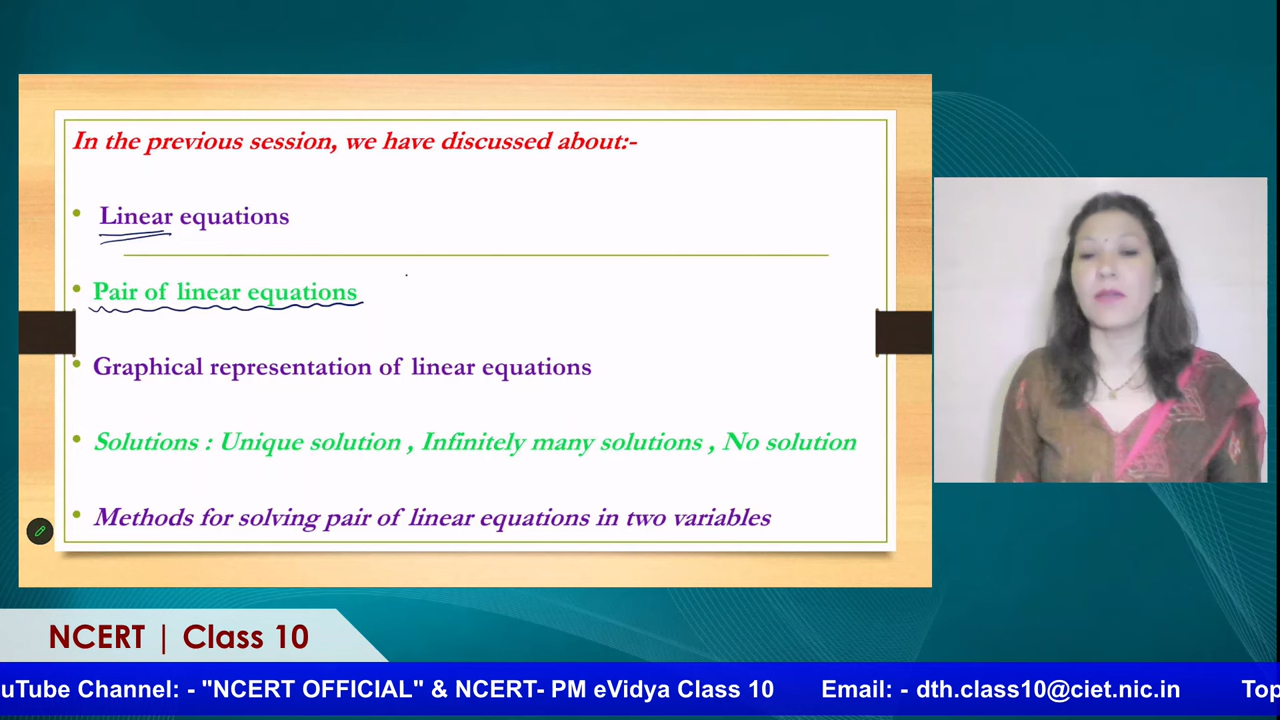 In the previous session, we have discussed about:-
• Linear equations
• Pair of linear equations
• Graphical representation of linear equations
• Solutions : Unique solution , Infinitely many solutions , No solution
• Methods for solving pair of linear equations in two variables
NCERT | Class 10
uTube Channel: - "NCERT OFFICIAL" & NCERT- PM eVidya Class 10 Email: - dth.class10@ciet.nic.in Top